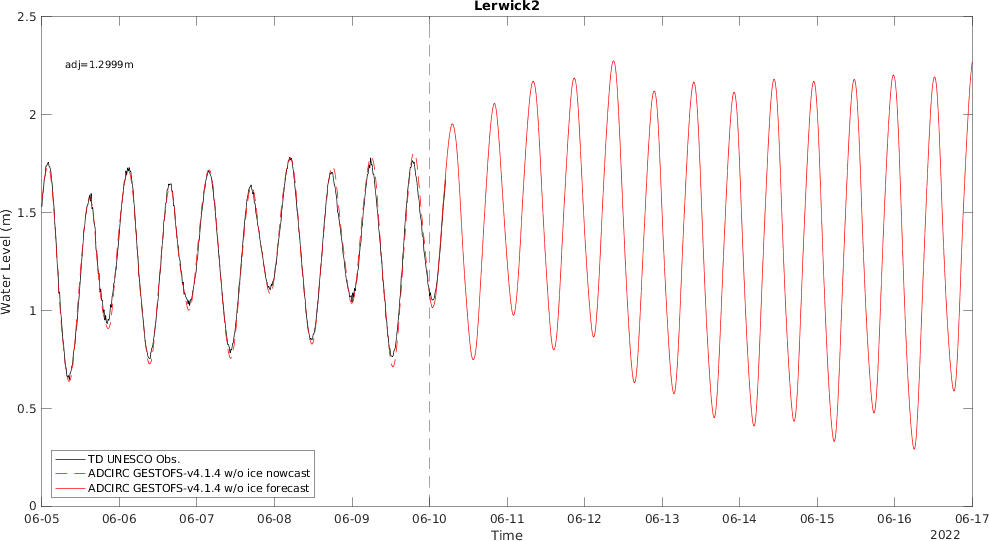 Lerwick2
2.5
adj=1.2999m
2
1.5
Water Level (m)
1
0.5
TD UNESCO Obs.
ADCIRC GESTOFS-v4.1.4 w/o ice nowcast
ADCIRC GESTOFS-v4.1.4 w/o ice forecast
0
06-05 06-06 06-07 06-08 06-09 06-10 06-11 06-12 06-13 06-14 06-15 06-16 06-17
Time
2022